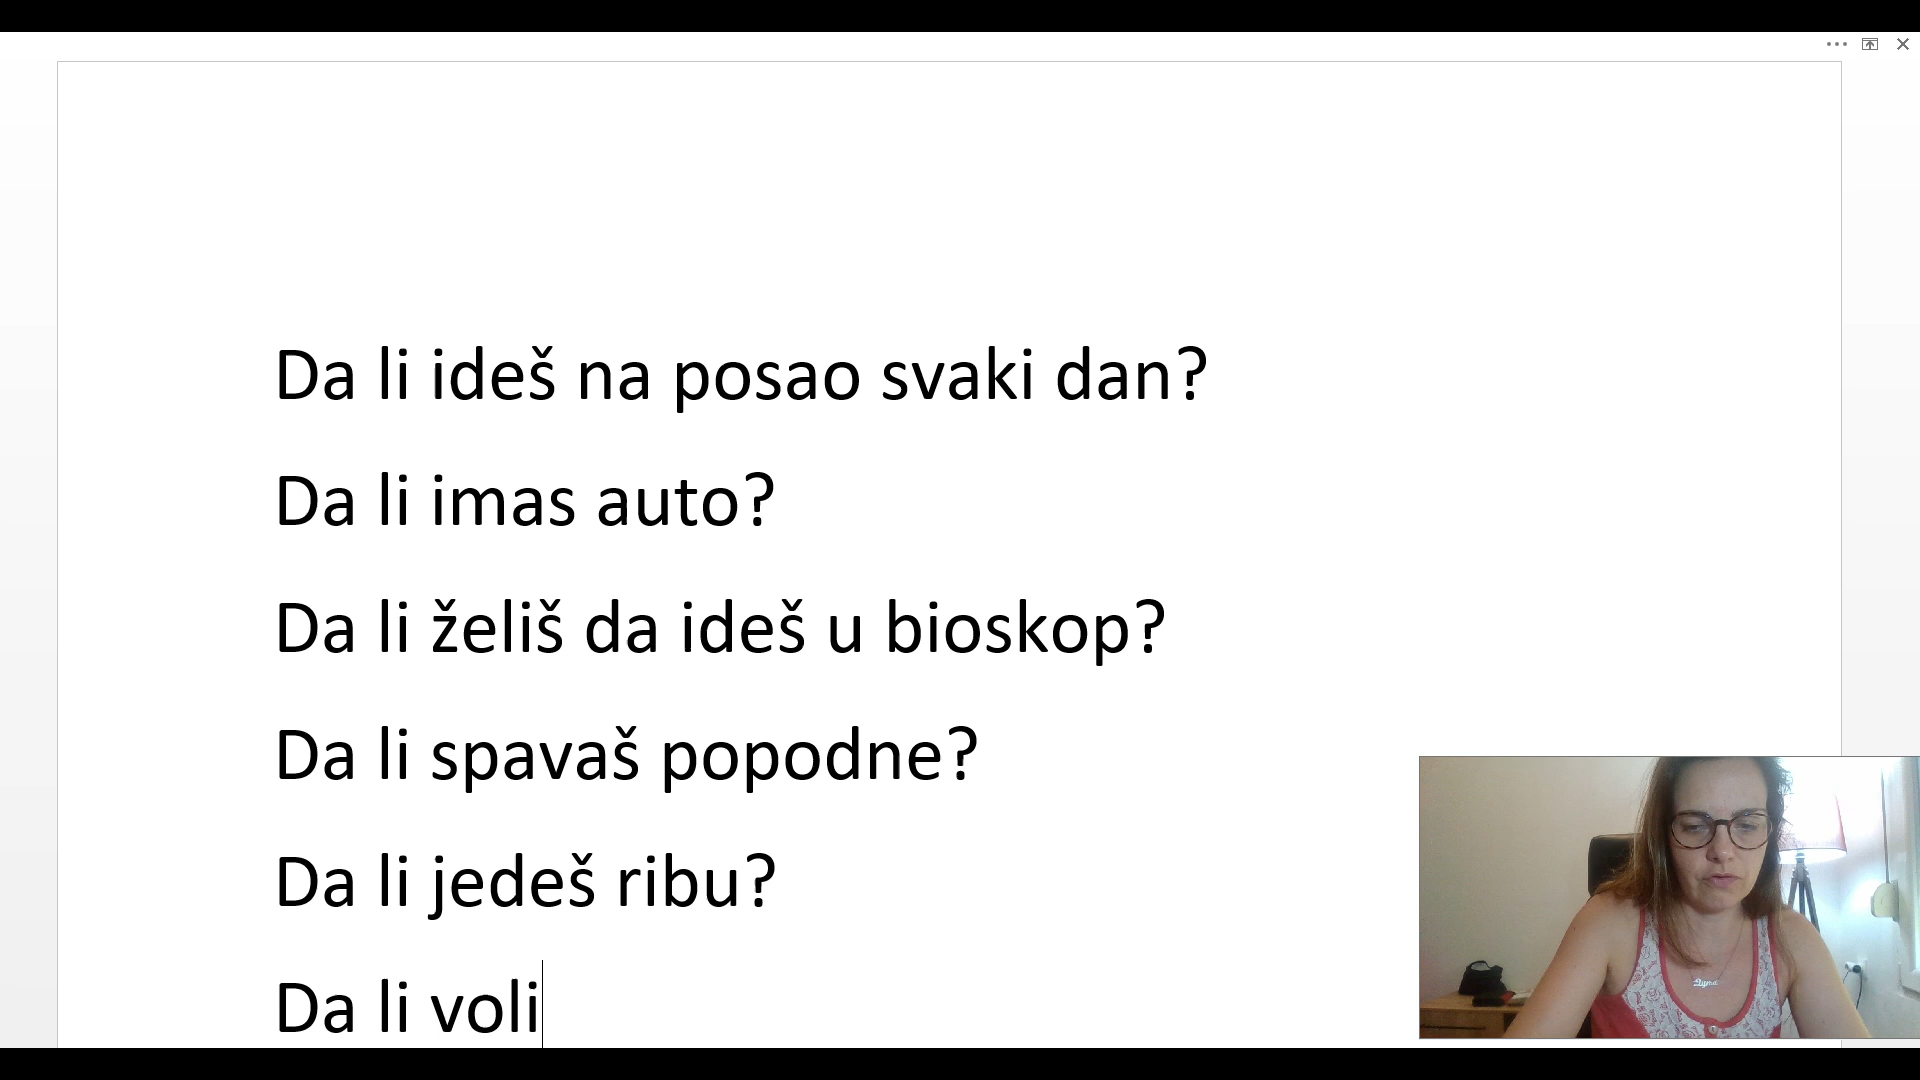 Da li ideš na posao svaki dan?
Da li imas auto?
Da li želiš da ideš u bioskop?
Da li spavaš popodne?
Da li jedeš ribu?
Da li voli